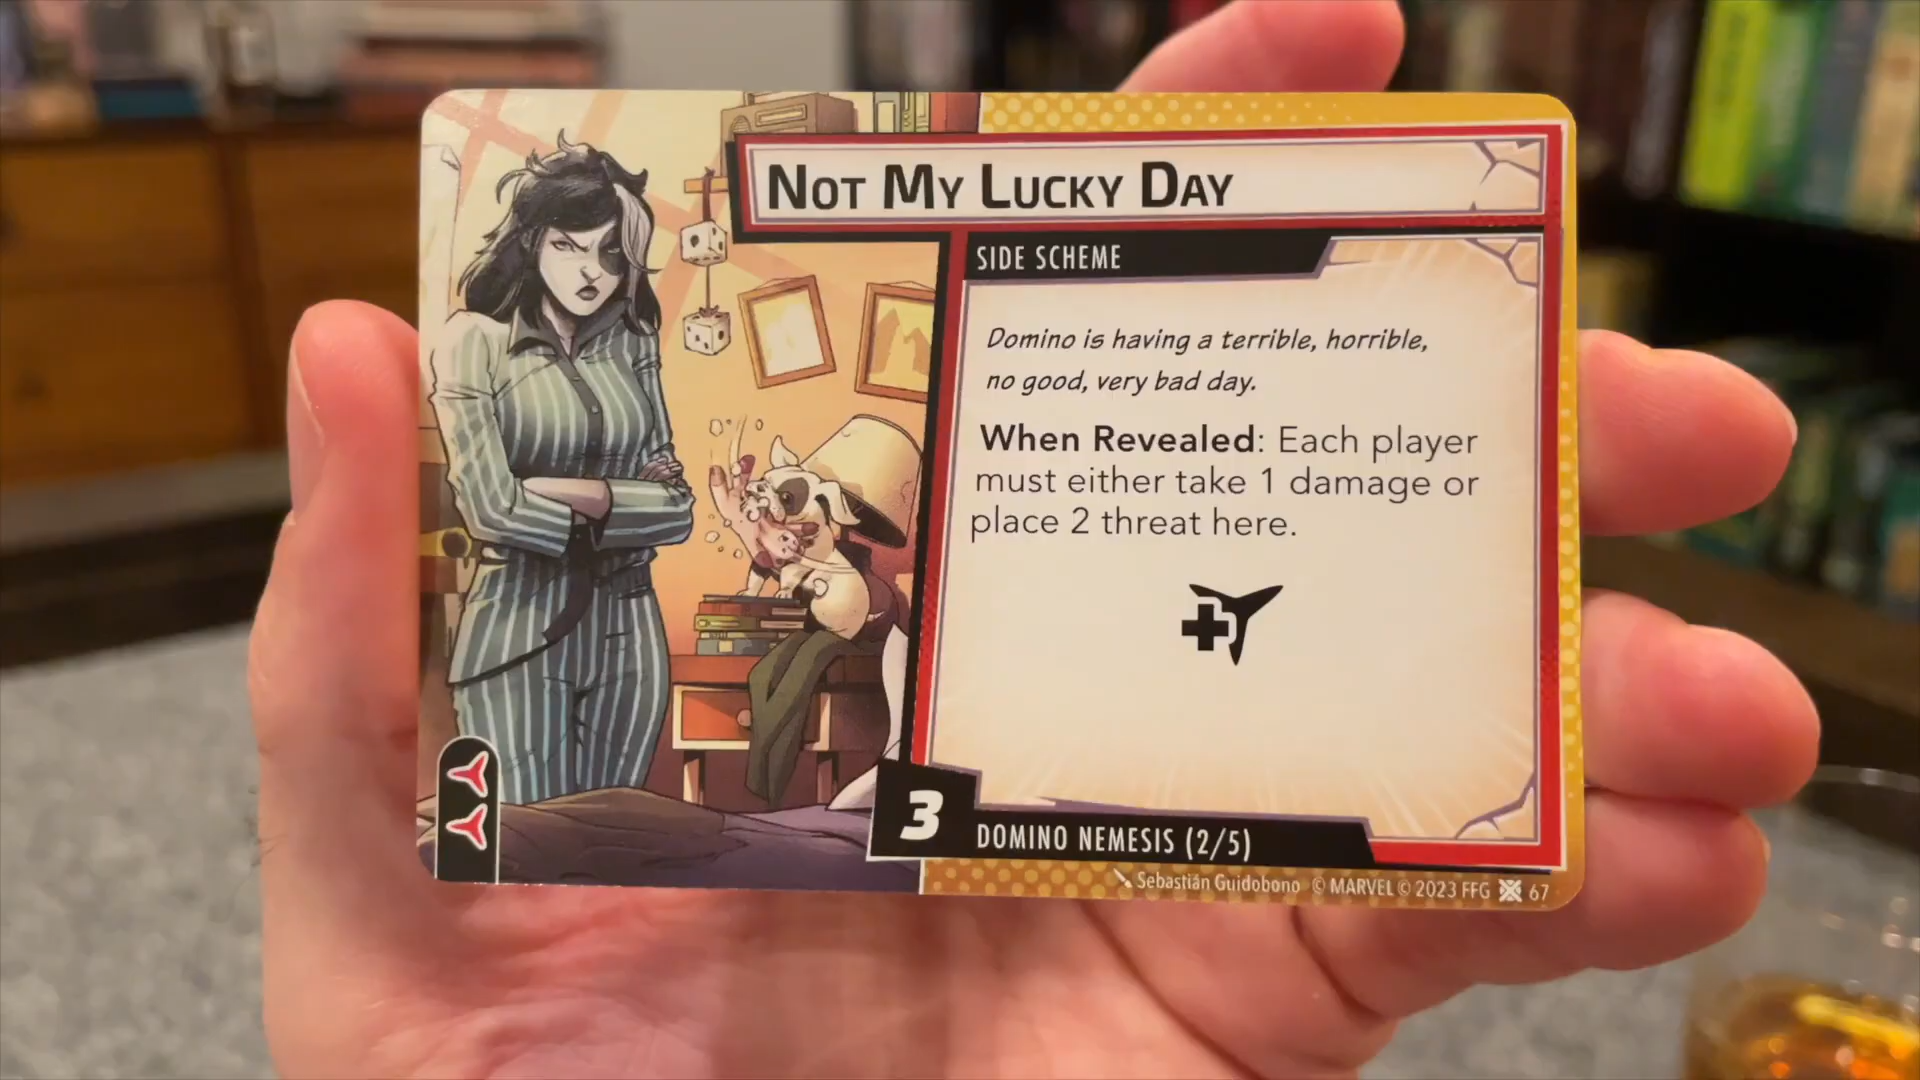 NOT MY LUCKY DAY
SIDE SCHEME
Domino is having a terrible, horrible,
no good, very bad day.
When Revealed: Each player
must either take 1 damage or
place 2 threat here.
3
DOMINO NEMESIS (2/5)
Sebastián Guidobono © MARVEL © 2023 FFG 67